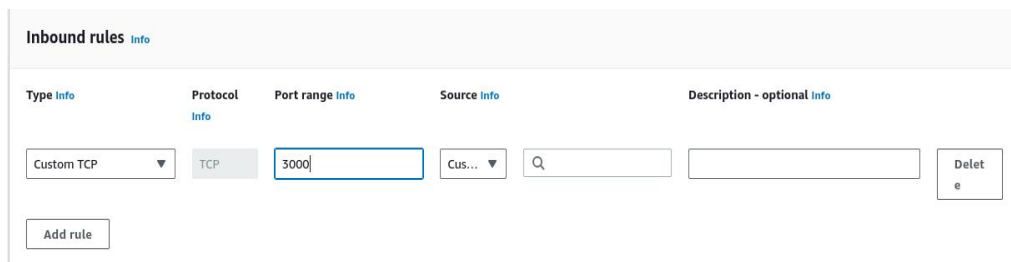 Inbound rules Info
Type Info Protocol Info Port range Info Source Info Description - optional Info
Custom TCP TCP 3000 Cus... Delet
e
Add rule